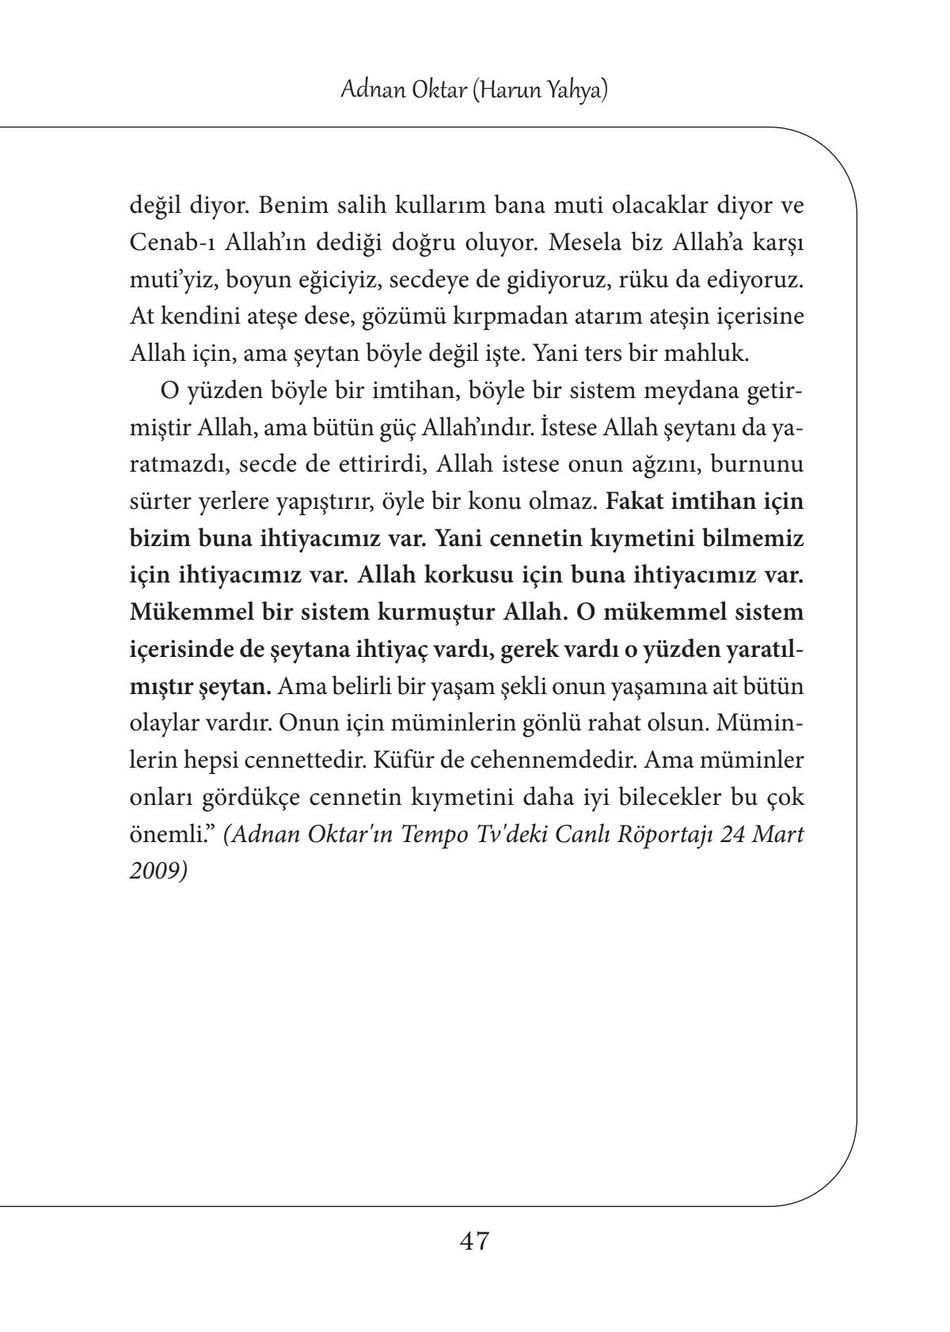 Adnan Oktar (Harun Yahya)
değil diyor. Benim salih kullarım bana muti olacaklar diyor ve
Cenab-ı Allah’ın dediği doğru oluyor. Mesela biz Allah’a karşı
muti’yiz, boyun eğiciyiz, secdeye de gidiyoruz, rüku da ediyoruz.
At kendini ateşe dese, gözümü kırpmadan atarım ateşin içerisine
Allah için, ama şeytan böyle değil işte. Yani ters bir mahluk.
O yüzden böyle bir imtihan, böyle bir sistem meydana getir-
miştir Allah, ama bütün güç Allah’ındır. İstese Allah şeytanı da ya-
ratmazdı, secde de ettirirdi, Allah istese onun ağzını, burnunu
sürter yerlere yapıştırır, öyle bir konu olmaz. Fakat imtihan için
bizim buna ihtiyacımız var. Yani cennetin kıymetini bilmemiz
için ihtiyacımız var. Allah korkusu için buna ihtiyacımız var.
Mükemmel bir sistem kurmuştur Allah. O mükemmel sistem
içerisinde de şeytana ihtiyaç vardı, gerek vardı o yüzden yaratıl-
mıştır şeytan. Ama belirli bir yaşam şekli onun yaşamına ait bütün
olaylar vardır. Onun için müminlerin gönlü rahat olsun. Mümin-
lerin hepsi cennettedir. Küfür de cehennemdedir. Ama müminler
onları gördükçe cennetin kıymetini daha iyi bilecekler bu çok
önemli.” (Adnan Oktar'ın Tempo Tv'deki Canlı Röportajı 24 Mart
2009)
47